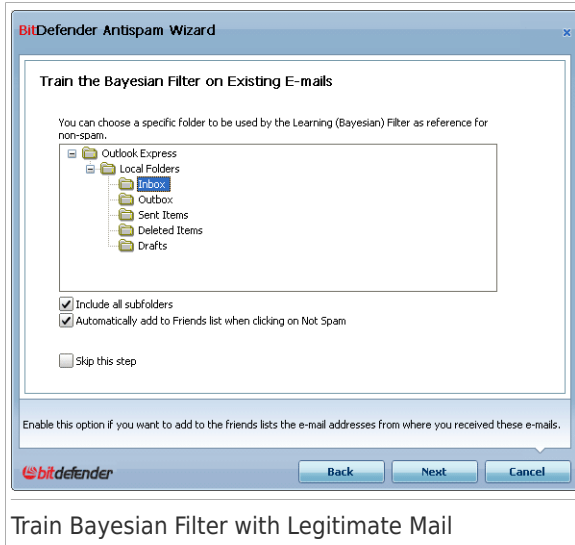 BitDefender Antispam Wizard
x
Train the Bayesian Filter on Existing E-mails
You can choose a specific folder to be used by the Learning (Bayesian) Filter as reference for
non-spam.
Outlook Express
Local Folders
Inbox
Outbox
Sent Items
Deleted Items
Drafts
Include all subfolders
Automatically add to Friends list when clicking on Not Spam
Skip this step
Enable this option if you want to add to the friends lists the e-mail addresses from where you received these e-mails.
bitdefender
Back
Next
Cancel
Train Bayesian Filter with Legitimate Mail